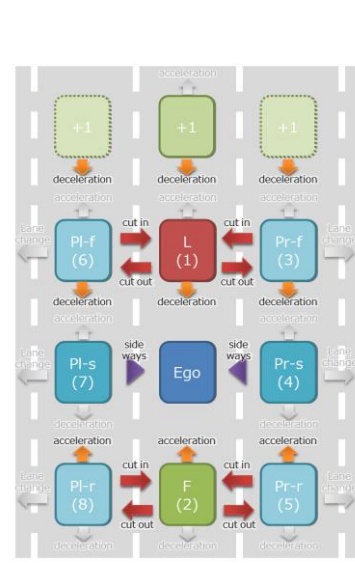 acceleration
+1 +1 +1
deceleration deceleration deceleration
acceleration acceleration acceleration
cut in cut in
Lane change Pl-f (6) L (1) Pr-f (3) Lane change
cut out cut out
deceleration deceleration deceleration
acceleration acceleration
side ways side ways
Lane change Pl-s (7) Ego Pr-s (4) Lane change
deceleration deceleration
acceleration acceleration acceleration
cut in cut in
Lane change Pl-r (8) F (2) Pr-r (5) Lane change
cut out cut out
deceleration deceleration deceleration